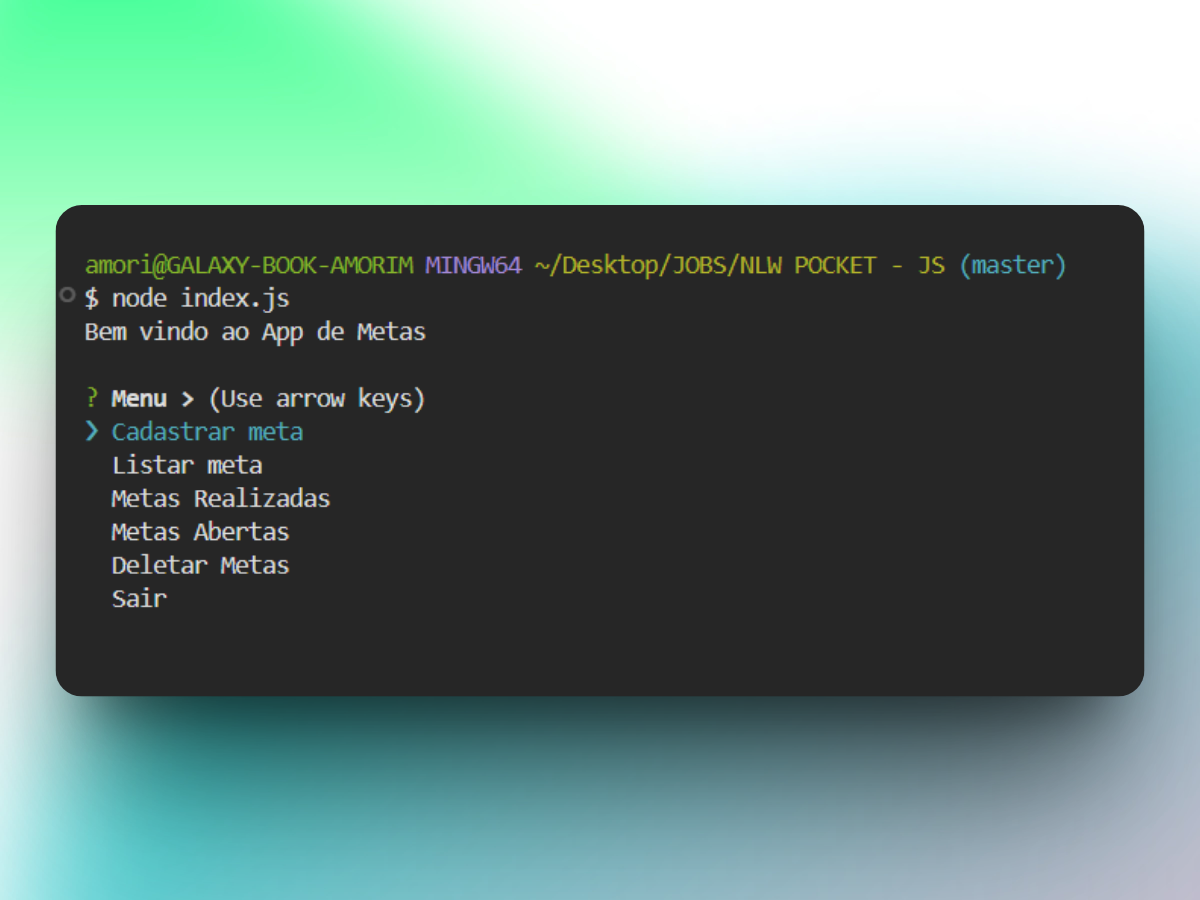 amori@GALAXY-BOOK-AMORIM MINGW64 ~/Desktop/JOBS/NLW POCKET - JS (master)
$ node index.js
Bem vindo ao App de Metas
? Menu > (Use arrow keys)
❯ Cadastrar meta
Listar meta
Metas Realizadas
Metas Abertas
Deletar Metas
Sair